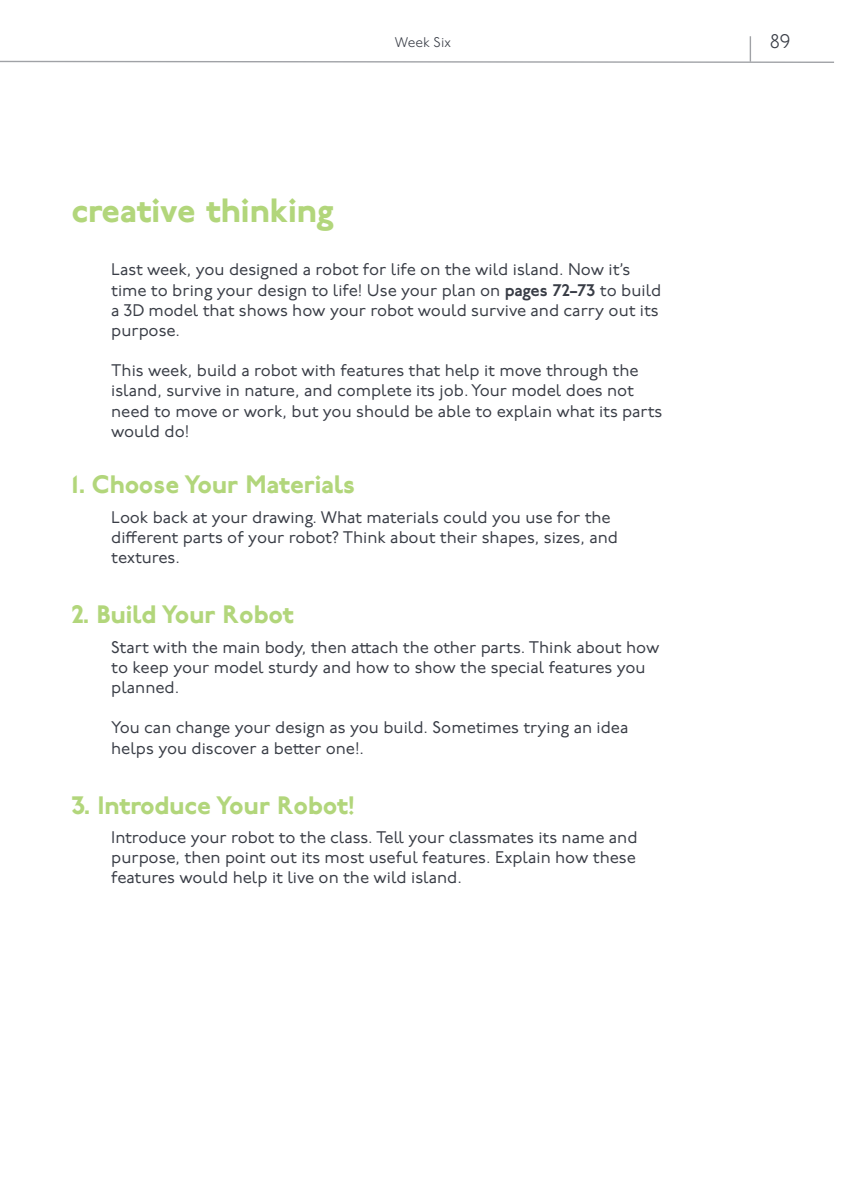 Week Six
89
creative thinking
Last week, you designed a robot for life on the wild island. Now it's
time to bring your design to life! Use your plan on pages 72–73 to build
a 3D model that shows how your robot would survive and carry out its
purpose.
This week, build a robot with features that help it move through the
island, survive in nature, and complete its job. Your model does not
need to move or work, but you should be able to explain what its parts
would do!
1. Choose Your Materials
Look back at your drawing. What materials could you use for the
different parts of your robot? Think about their shapes, sizes, and
textures.
2. Build Your Robot
Start with the main body, then attach the other parts. Think about how
to keep your model sturdy and how to show the special features you
planned.
You can change your design as you build. Sometimes trying an idea
helps you discover a better one!.
3. Introduce Your Robot!
Introduce your robot to the class. Tell your classmates its name and
purpose, then point out its most useful features. Explain how these
features would help it live on the wild island.